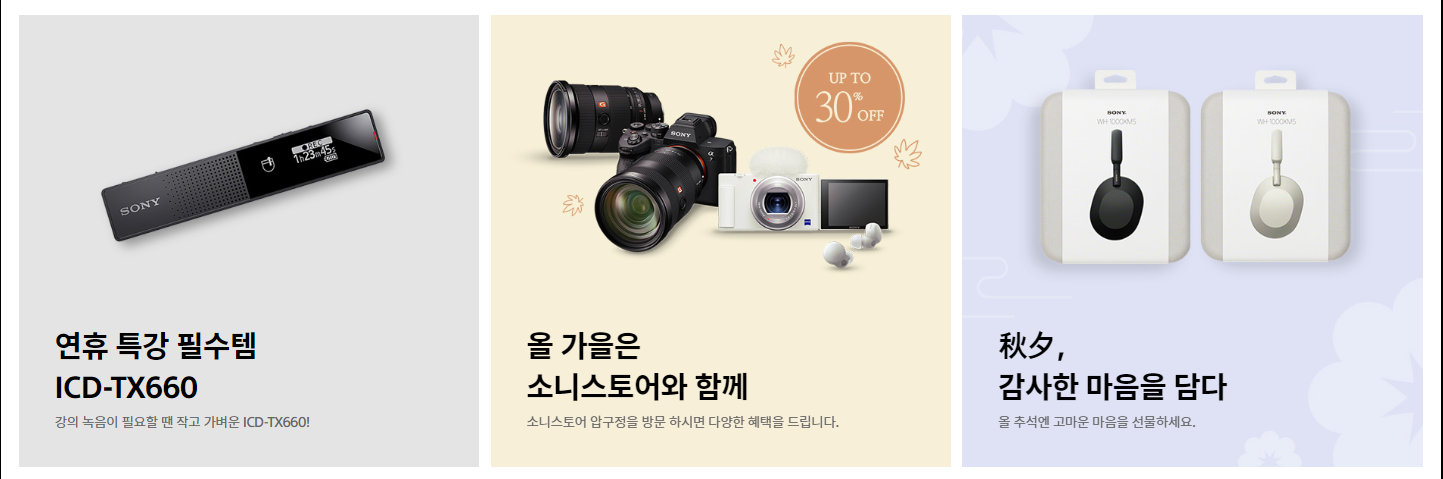 REC
1h23m45s
SONY
연휴 특강 필수템
ICD-TX660
강의 녹음이 필요할 땐 작고 가벼운 ICD-TX660!
UP TO
30% OFF
SONY
SONY
올 가을은
소니스토어와 함께
소니스토어 압구정을 방문 하시면 다양한 혜택을 드립니다.
SONY
WH-1000XM5
SONY
WH-1000XM5
秋夕,
감사한 마음을 담다
올 추석엔 고마운 마음을 선물하세요.